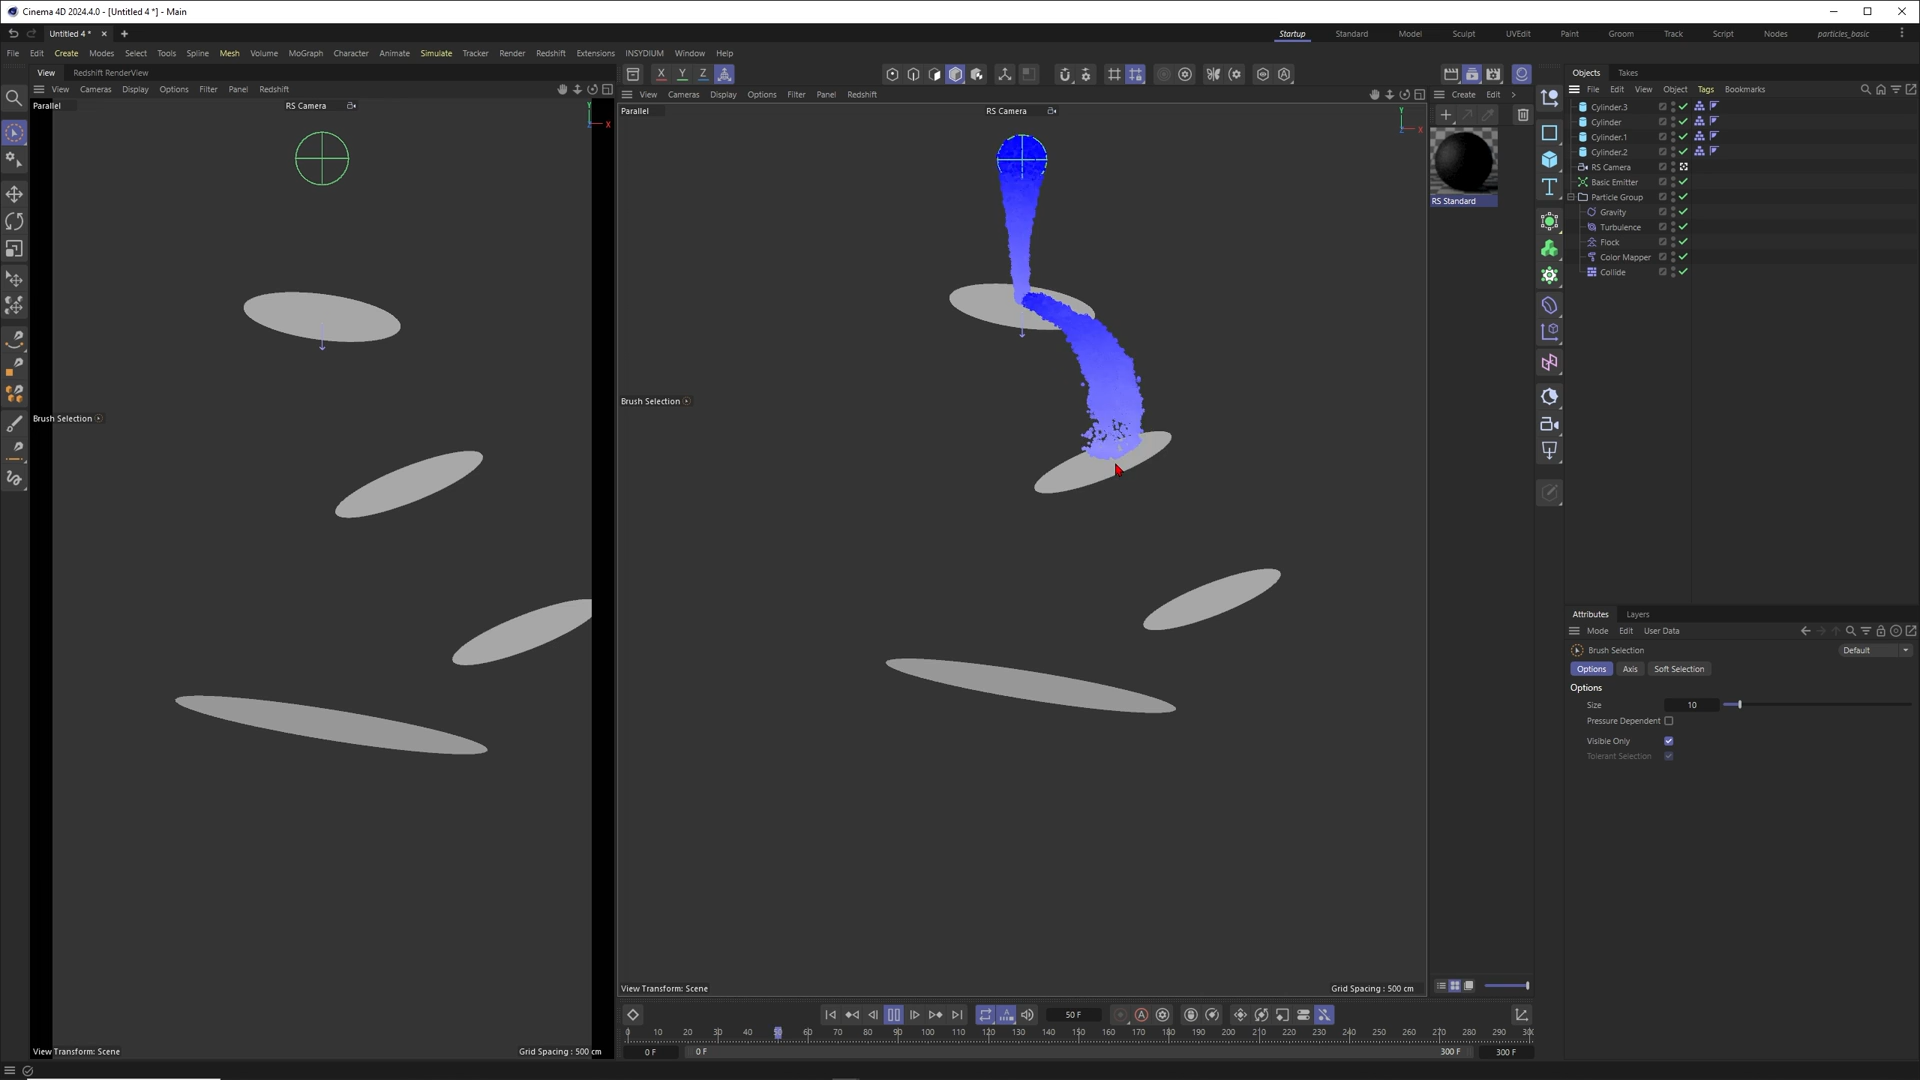 Cinema 4D 2024.4.0 - [Untitled 4 *] - Main
Untitled 4 *
Startup Standard Model Sculpt UVEdit Paint Groom Track Script Nodes particles_basic
File Edit Create Modes Select Tools Spline Mesh Volume MoGraph Character Animate Simulate Tracker Render Redshift Extensions INSYDIUM Window Help
View Redshift RenderView
View Cameras Display Options Filter Panel Redshift
Parallel
RS Camera
Y
X
Brush Selection
View Transform: Scene
Grid Spacing : 500 cm
X Y Z
View Cameras Display Options Filter Panel Redshift
Parallel
RS Camera
Y
X
Brush Selection
View Transform: Scene
Grid Spacing : 500 cm
Create Edit
RS Standard
50 F
0 10 20 30 40 50 60 70 80 90 100 110 120 130 140 150 160 170 180 190 200 210 220 230 240 250 260 270 280 290 30
0 F
0 F
300 F
300 F
Objects Takes
File Edit View Object Tags Bookmarks
Cylinder.3
Cylinder
Cylinder.1
Cylinder.2
RS Camera
Basic Emitter
Particle Group
Gravity
Turbulence
Flock
Color Mapper
Collide
Attributes Layers
Mode Edit User Data
Brush Selection
Default
Options Axis Soft Selection
Options
Size 10
Pressure Dependent
Visible Only
Tolerant Selection